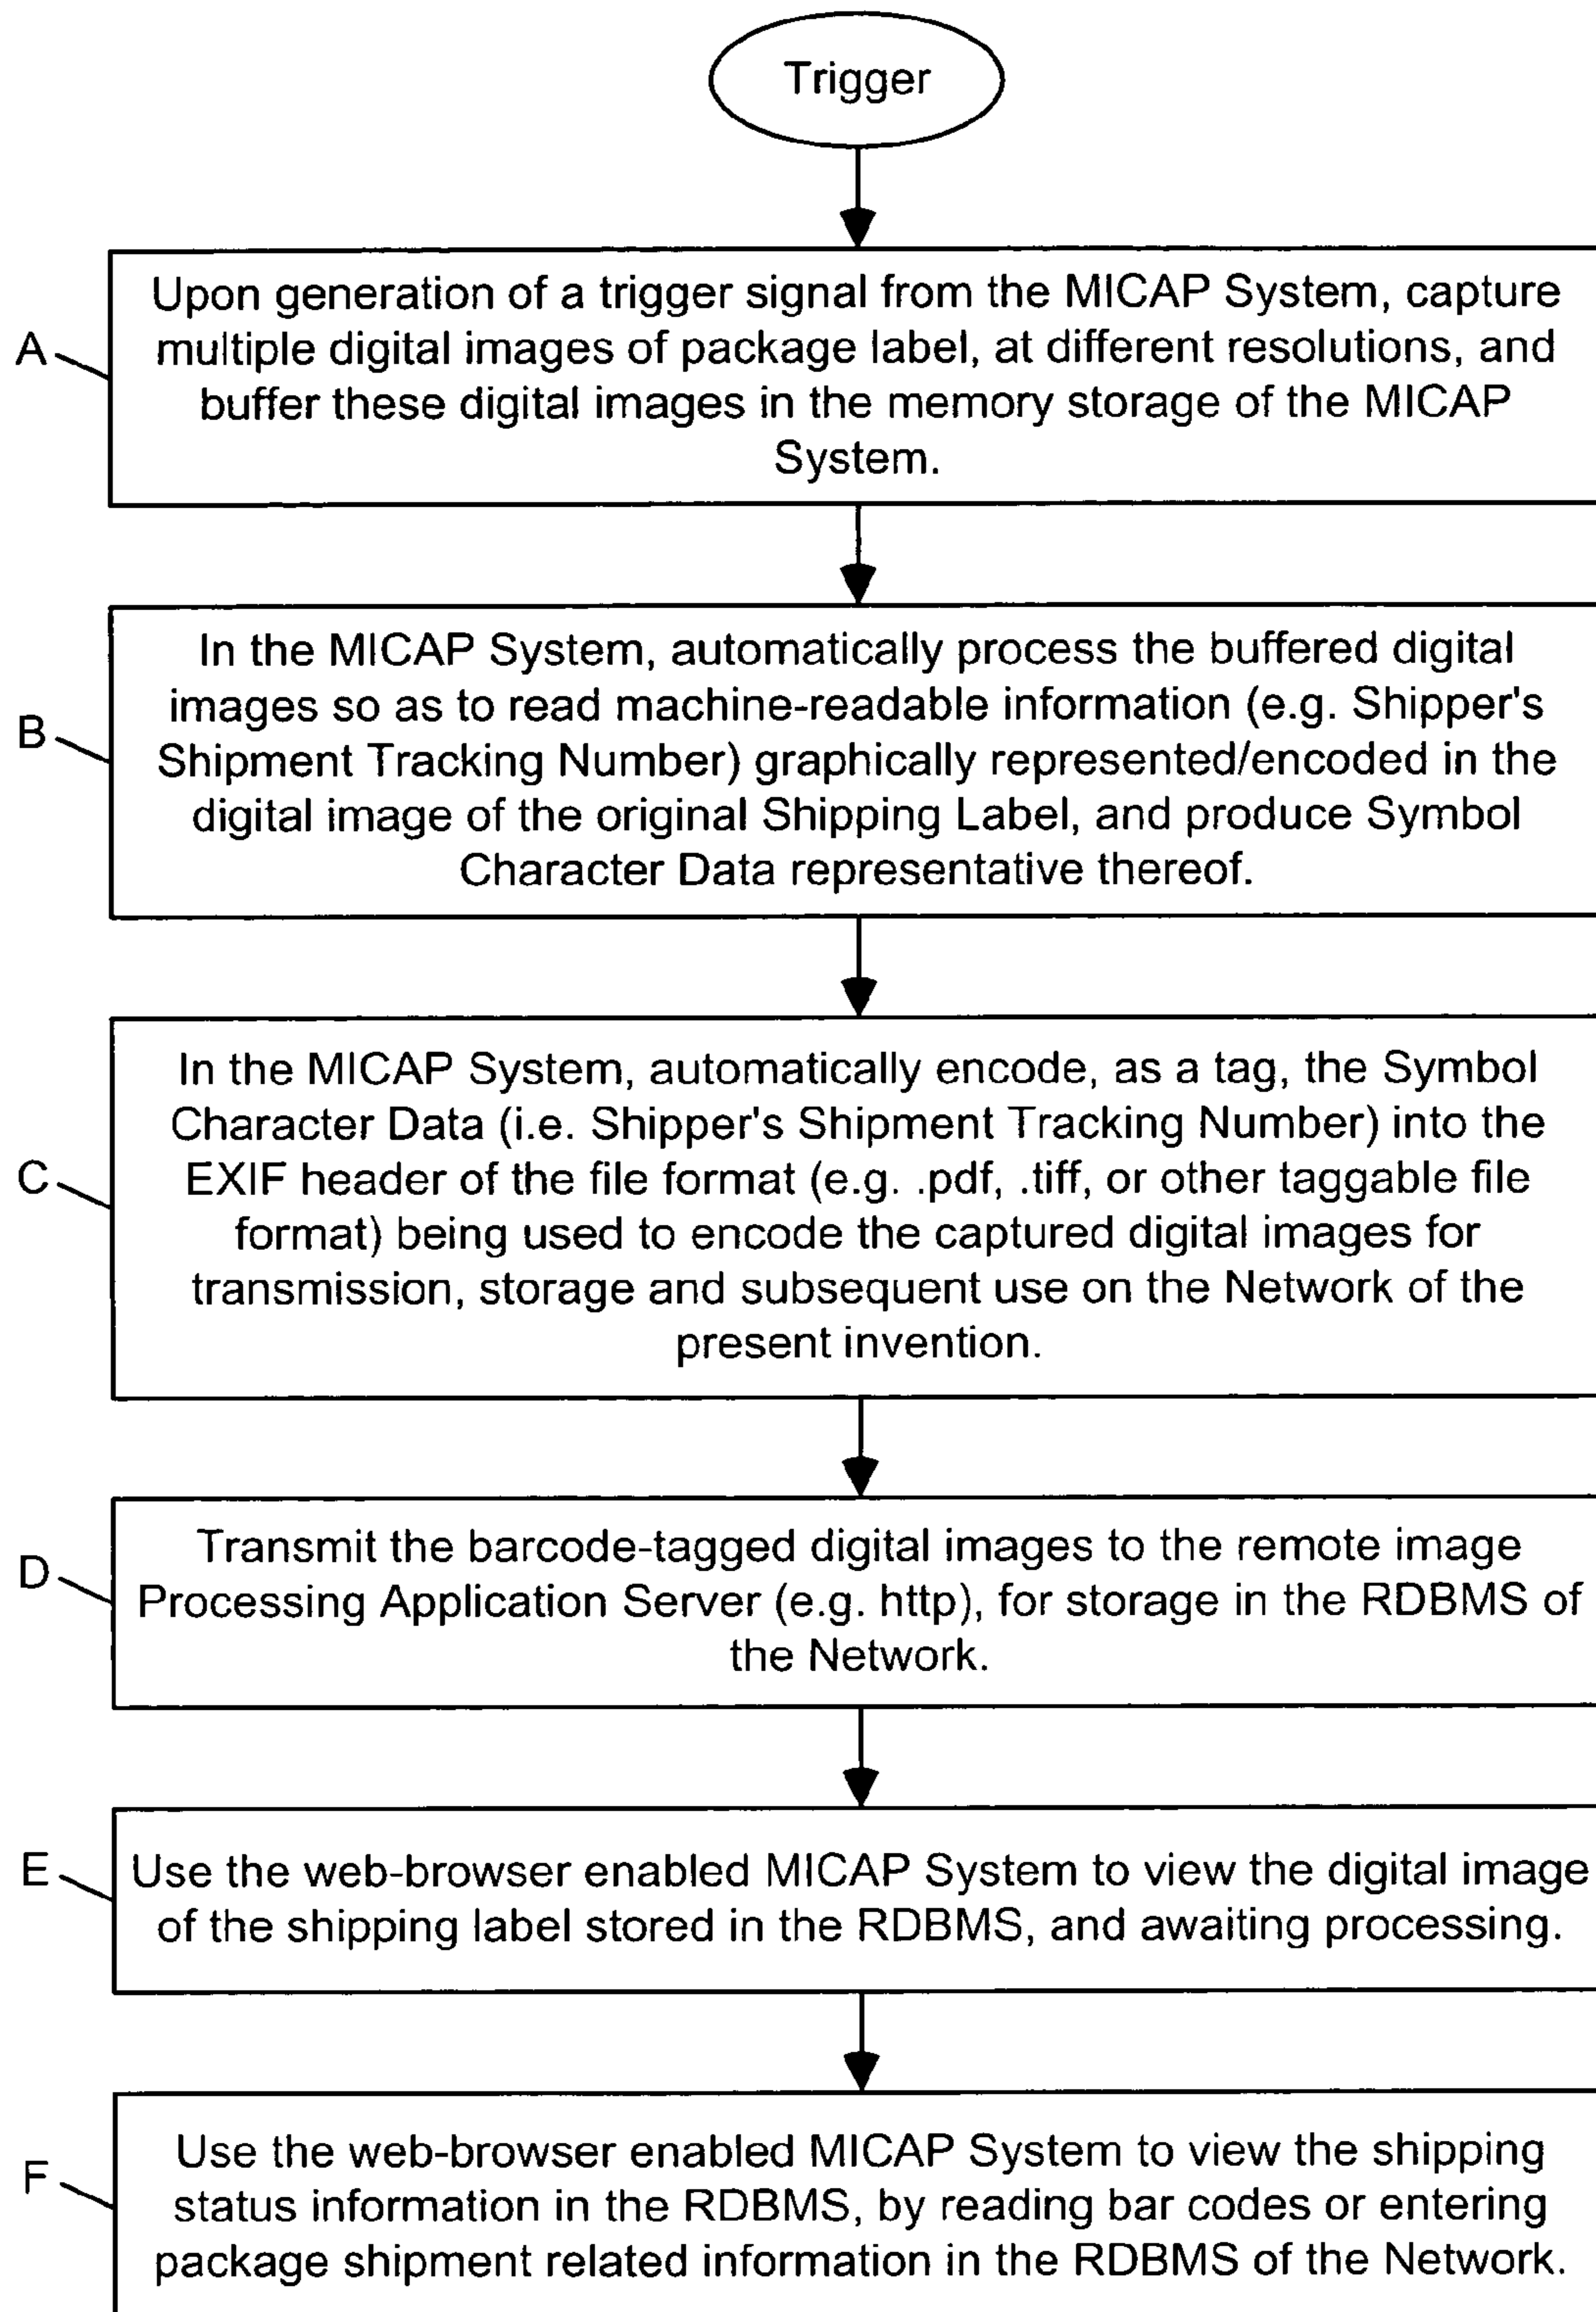 Trigger
A
Upon generation of a trigger signal from the MICAP System, capture
multiple digital images of package label, at different resolutions, and
buffer these digital images in the memory storage of the MICAP
System.
B
In the MICAP System, automatically process the buffered digital
images so as to read machine-readable information (e.g. Shipper's
Shipment Tracking Number) graphically represented/encoded in the
digital image of the original Shipping Label, and produce Symbol
Character Data representative thereof.
C
In the MICAP System, automatically encode, as a tag, the Symbol
Character Data (i.e. Shipper's Shipment Tracking Number) into the
EXIF header of the file format (e.g. .pdf, .tiff, or other taggable file
format) being used to encode the captured digital images for
transmission, storage and subsequent use on the Network of the
present invention.
D
Transmit the barcode-tagged digital images to the remote image
Processing Application Server (e.g. http), for storage in the RDBMS of
the Network.
E
Use the web-browser enabled MICAP System to view the digital image
of the shipping label stored in the RDBMS, and awaiting processing.
F
Use the web-browser enabled MICAP System to view the shipping
status information in the RDBMS, by reading bar codes or entering
package shipment related information in the RDBMS of the Network.